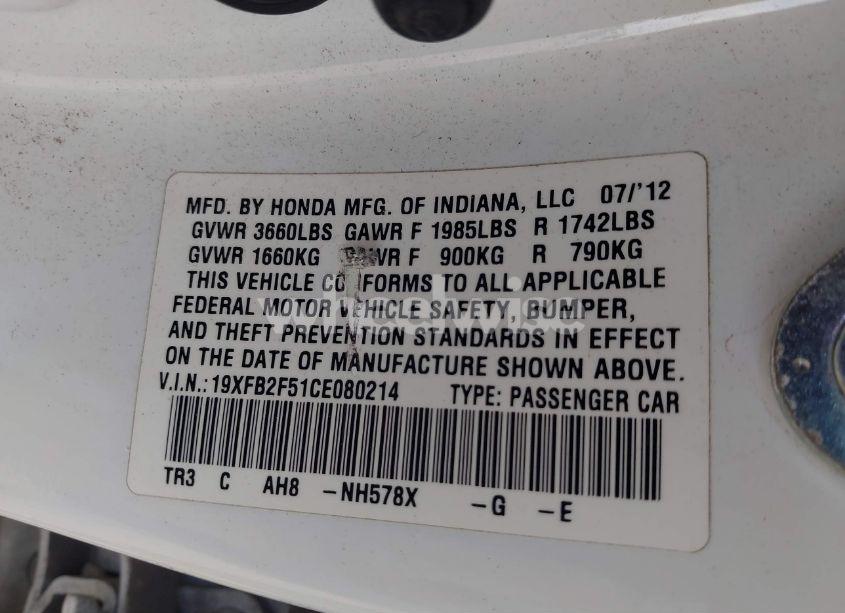 MFD. BY HONDA MFG. OF INDIANA, LLC 07/'12
GVWR 3660LBS GAWR F 1985LBS R 1742LBS
GVWR 1660KG GAWR F 900KG R 790KG
THIS VEHICLE CONFORMS TO ALL APPLICABLE
FEDERAL MOTOR VEHICLE SAFETY, BUMPER,
AND THEFT PREVENTION STANDARDS IN EFFECT
ON THE DATE OF MANUFACTURE SHOWN ABOVE.
V.I.N.:19XFB2F51CE080214 TYPE: PASSENGER CAR
TR3 C AH8 -NH578X -G -E